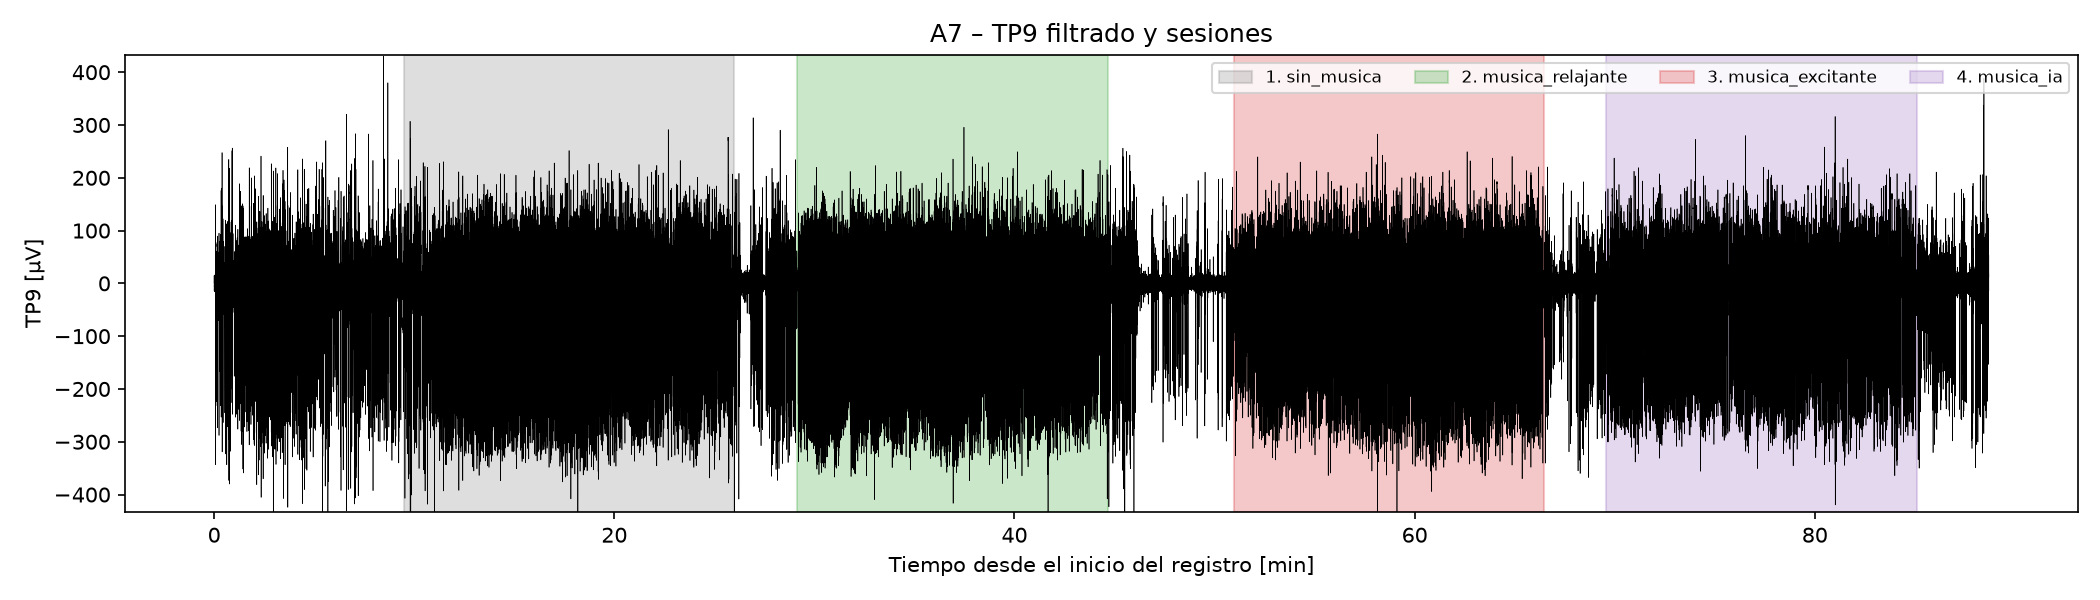 A7 – TP9 filtrado y sesiones
1. sin_musica 2. musica_relajante 3. musica_excitante 4. musica_ia
TP9 [µV]
400
300
200
100
0
−100
−200
−300
−400
0 20 40 60 80
Tiempo desde el inicio del registro [min]